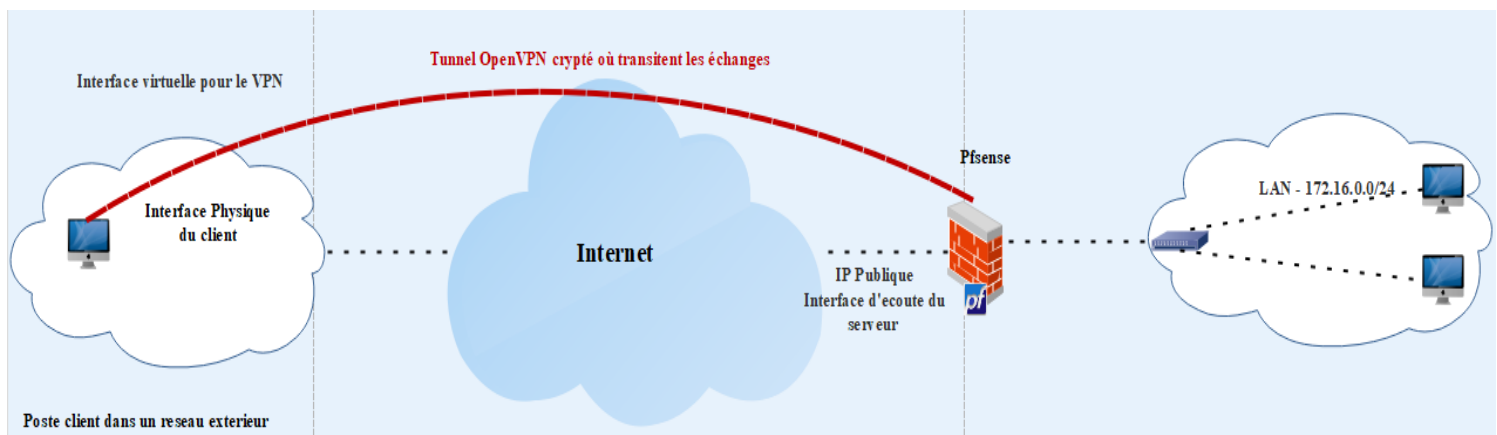 Tunnel OpenVPN crypté où transitent les échanges
Interface virtuelle pour le VPN
Pfsense
LAN - 172.16.0.0/24
Interface Physique
du client
Internet
IP Publique
Interface d'ecoute du
serveur
pf
Poste client dans un reseau exterieur